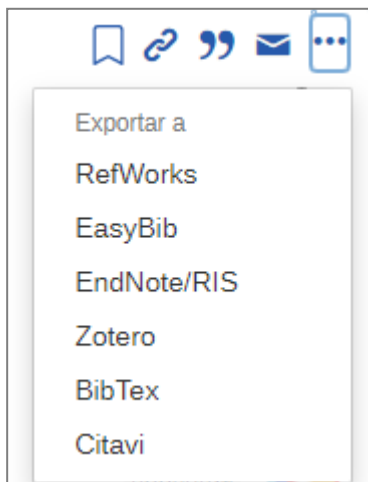 Exportar a
RefWorks
EasyBib
EndNote/RIS
Zotero
BibTex
Citavi